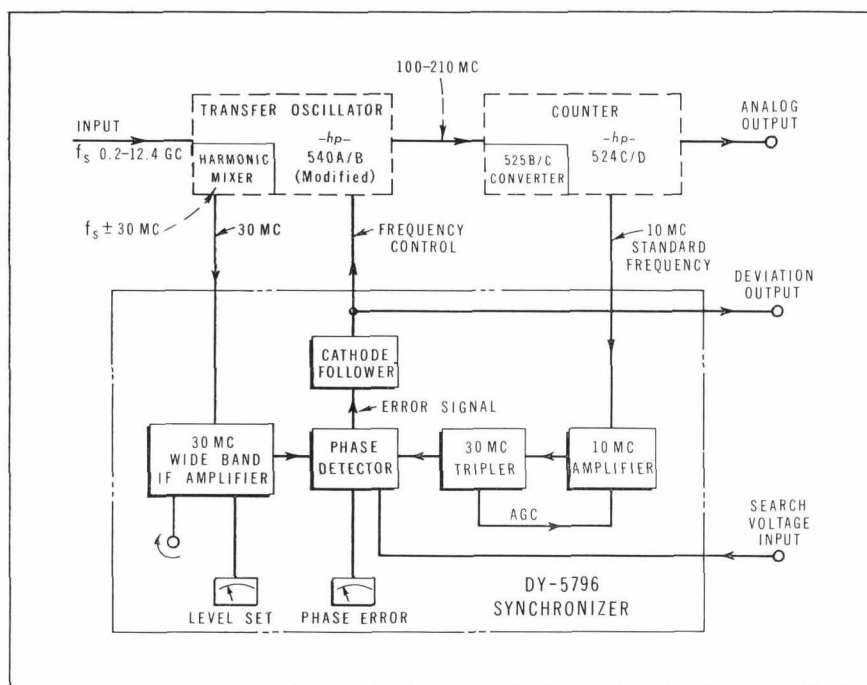 100-210 MC
TRANSFER OSCILLATOR
COUNTER
ANALOG
OUTPUT
INPUT
fs 0.2-12.4 GC
HARMONIC
MIXER
-hp-
540A/B
(Modified)
525B/C
CONVERTER
-hp-
524C/D
fs ± 30 MC
30 MC
FREQUENCY
CONTROL
10 MC
STANDARD
FREQUENCY
DEVIATION
OUTPUT
CATHODE
FOLLOWER
ERROR SIGNAL
30 MC
WIDE BAND
IF AMPLIFIER
PHASE
DETECTOR
30 MC
TRIPLER
10 MC
AMPLIFIER
AGC
SEARCH
VOLTAGE
INPUT
LEVEL SET
PHASE ERROR
DY-5796
SYNCHRONIZER